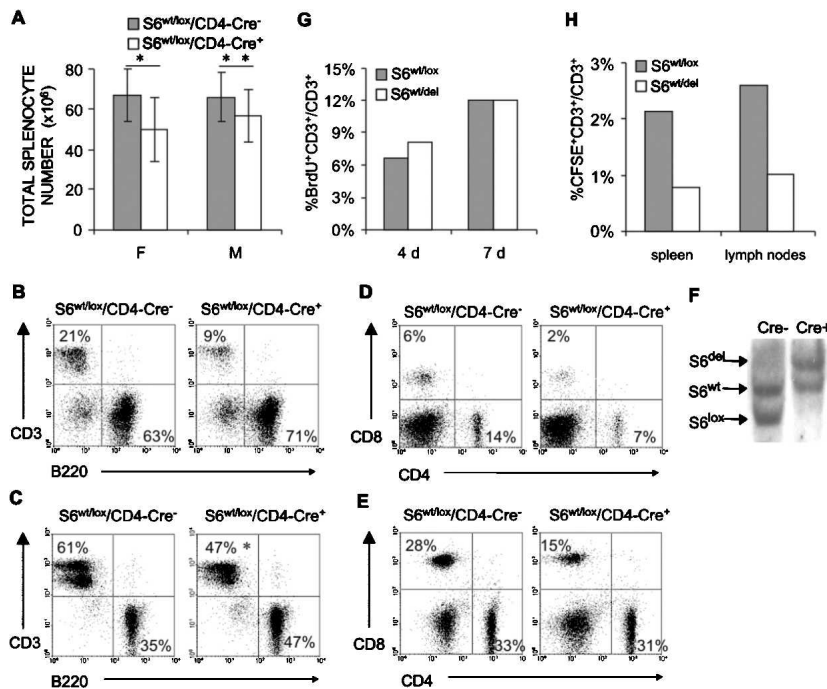 A
S6wt/lox/CD4-Cre-
S6wt/lox/CD4-Cre+
TOTAL SPLENOCYTE
NUMBER (x10⁶)
100
80
60
40
20
0
*
* *
F
M
G
S6wt/lox
S6wt/del
%BrdU+CD3+/CD3+
15%
12%
9%
6%
3%
0%
4 d
7 d
H
S6wt/lox
S6wt/del
%CFSE+CD3+/CD3+
3%
2%
1%
0%
spleen
lymph nodes
B
S6wt/lox/CD4-Cre-
S6wt/lox/CD4-Cre+
21%
63%
9%
71%
CD3
B220
D
S6wt/lox/CD4-Cre-
S6wt/lox/CD4-Cre+
6%
14%
2%
7%
CD8
CD4
F
Cre-
Cre+
S6del
S6wt
S6lox
C
S6wt/lox/CD4-Cre-
S6wt/lox/CD4-Cre+
61%
35%
47% *
47%
CD3
B220
E
S6wt/lox/CD4-Cre-
S6wt/lox/CD4-Cre+
28%
33%
15%
31%
CD8
CD4